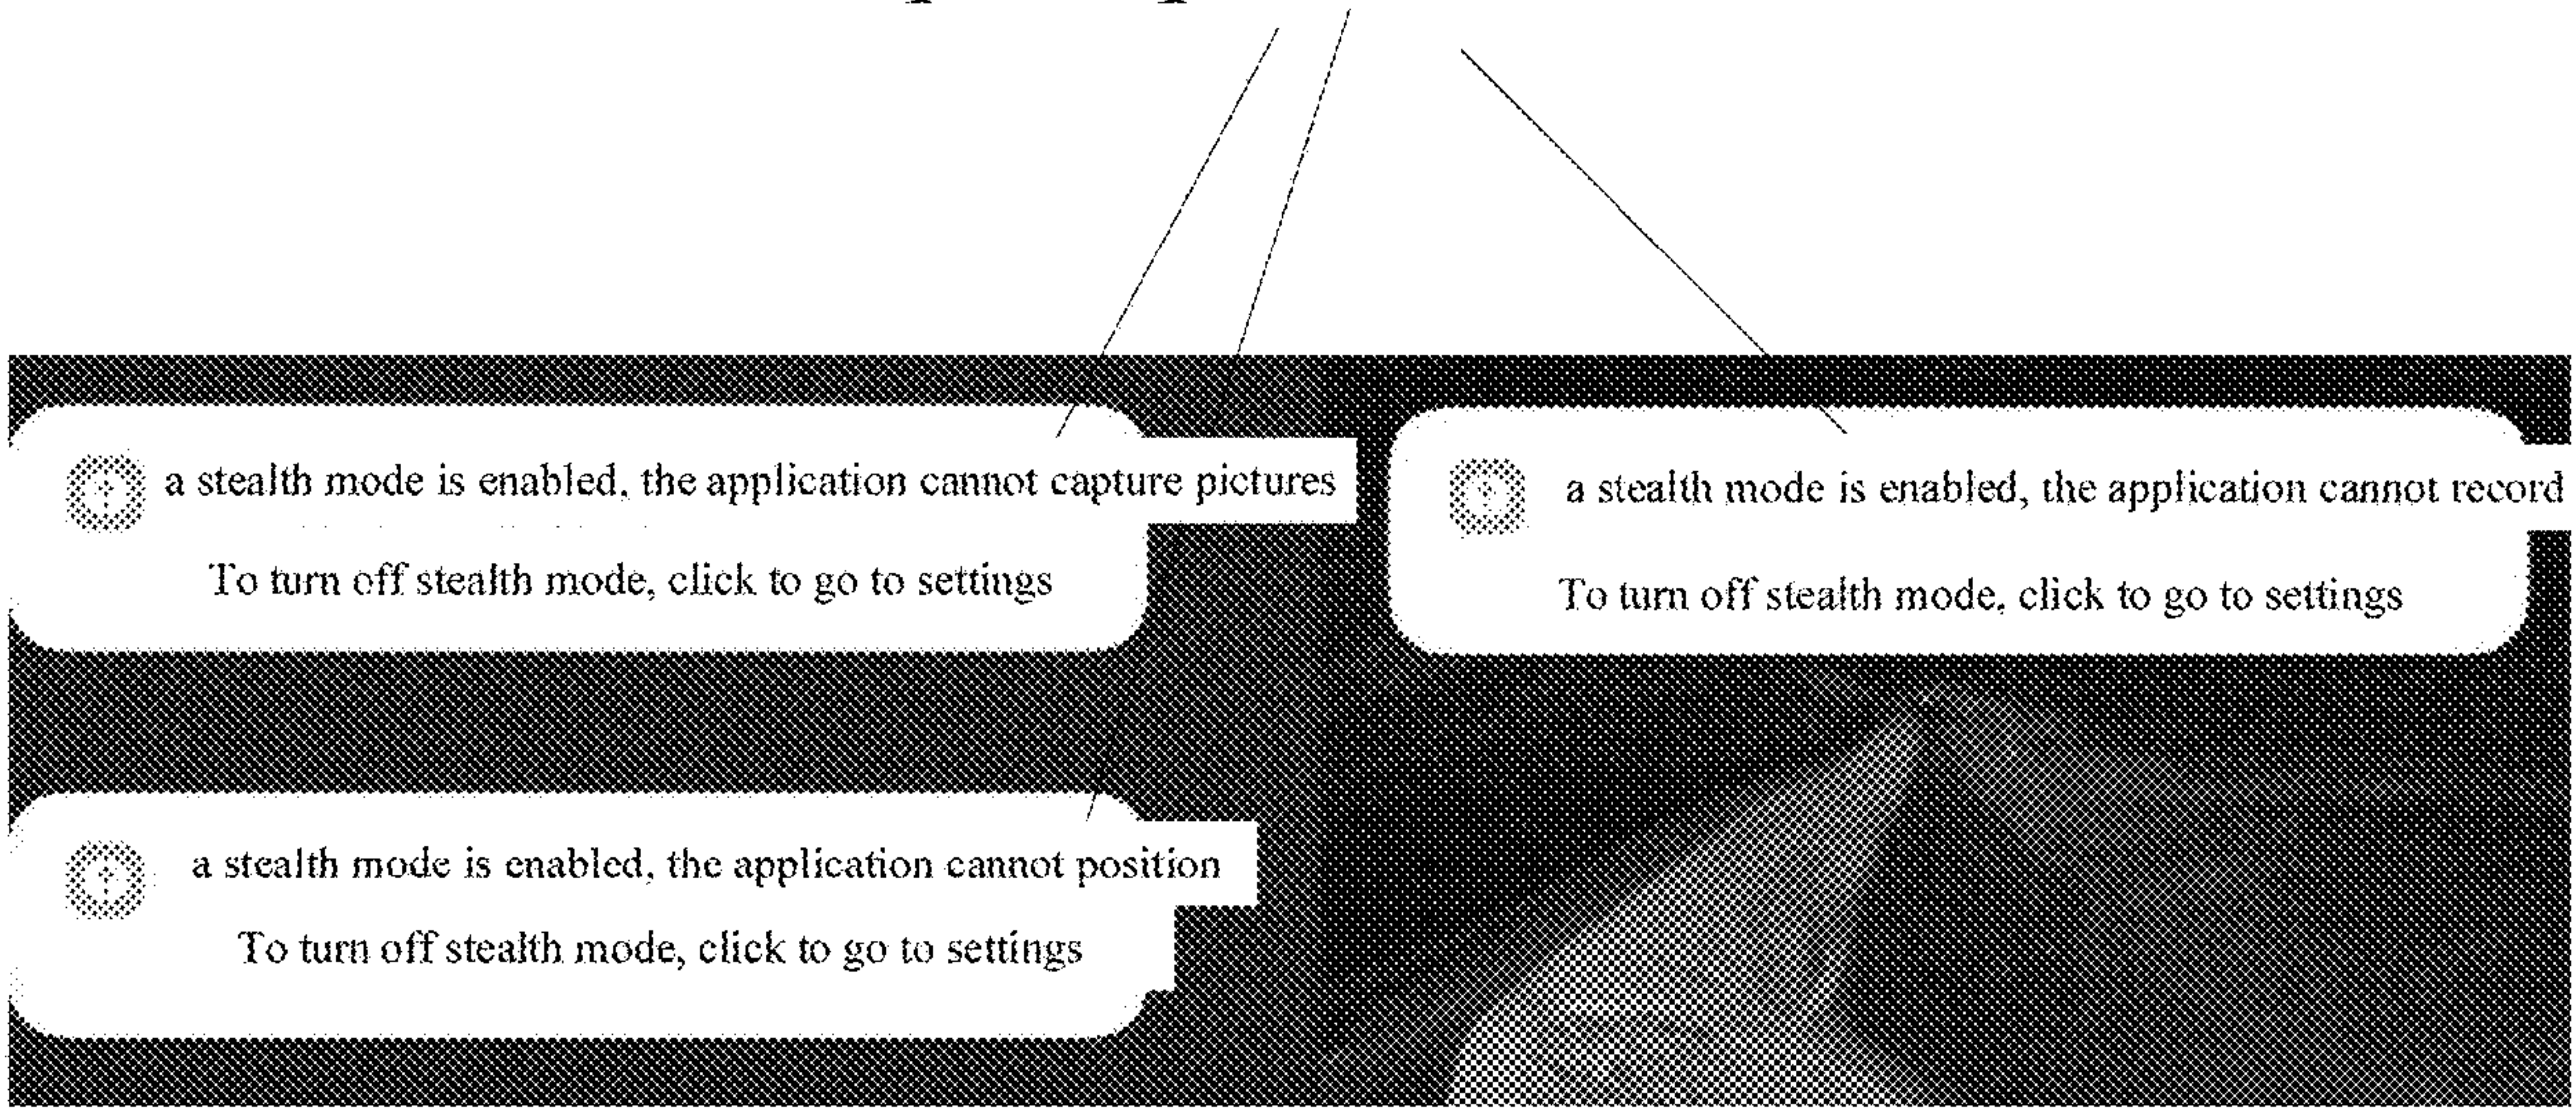 a stealth mode is enabled, the application cannot capture pictures
To turn off stealth mode, click to go to settings
a stealth mode is enabled, the application cannot record
To turn off stealth mode, click to go to settings
a stealth mode is enabled, the application cannot position
To turn off stealth mode, click to go to settings